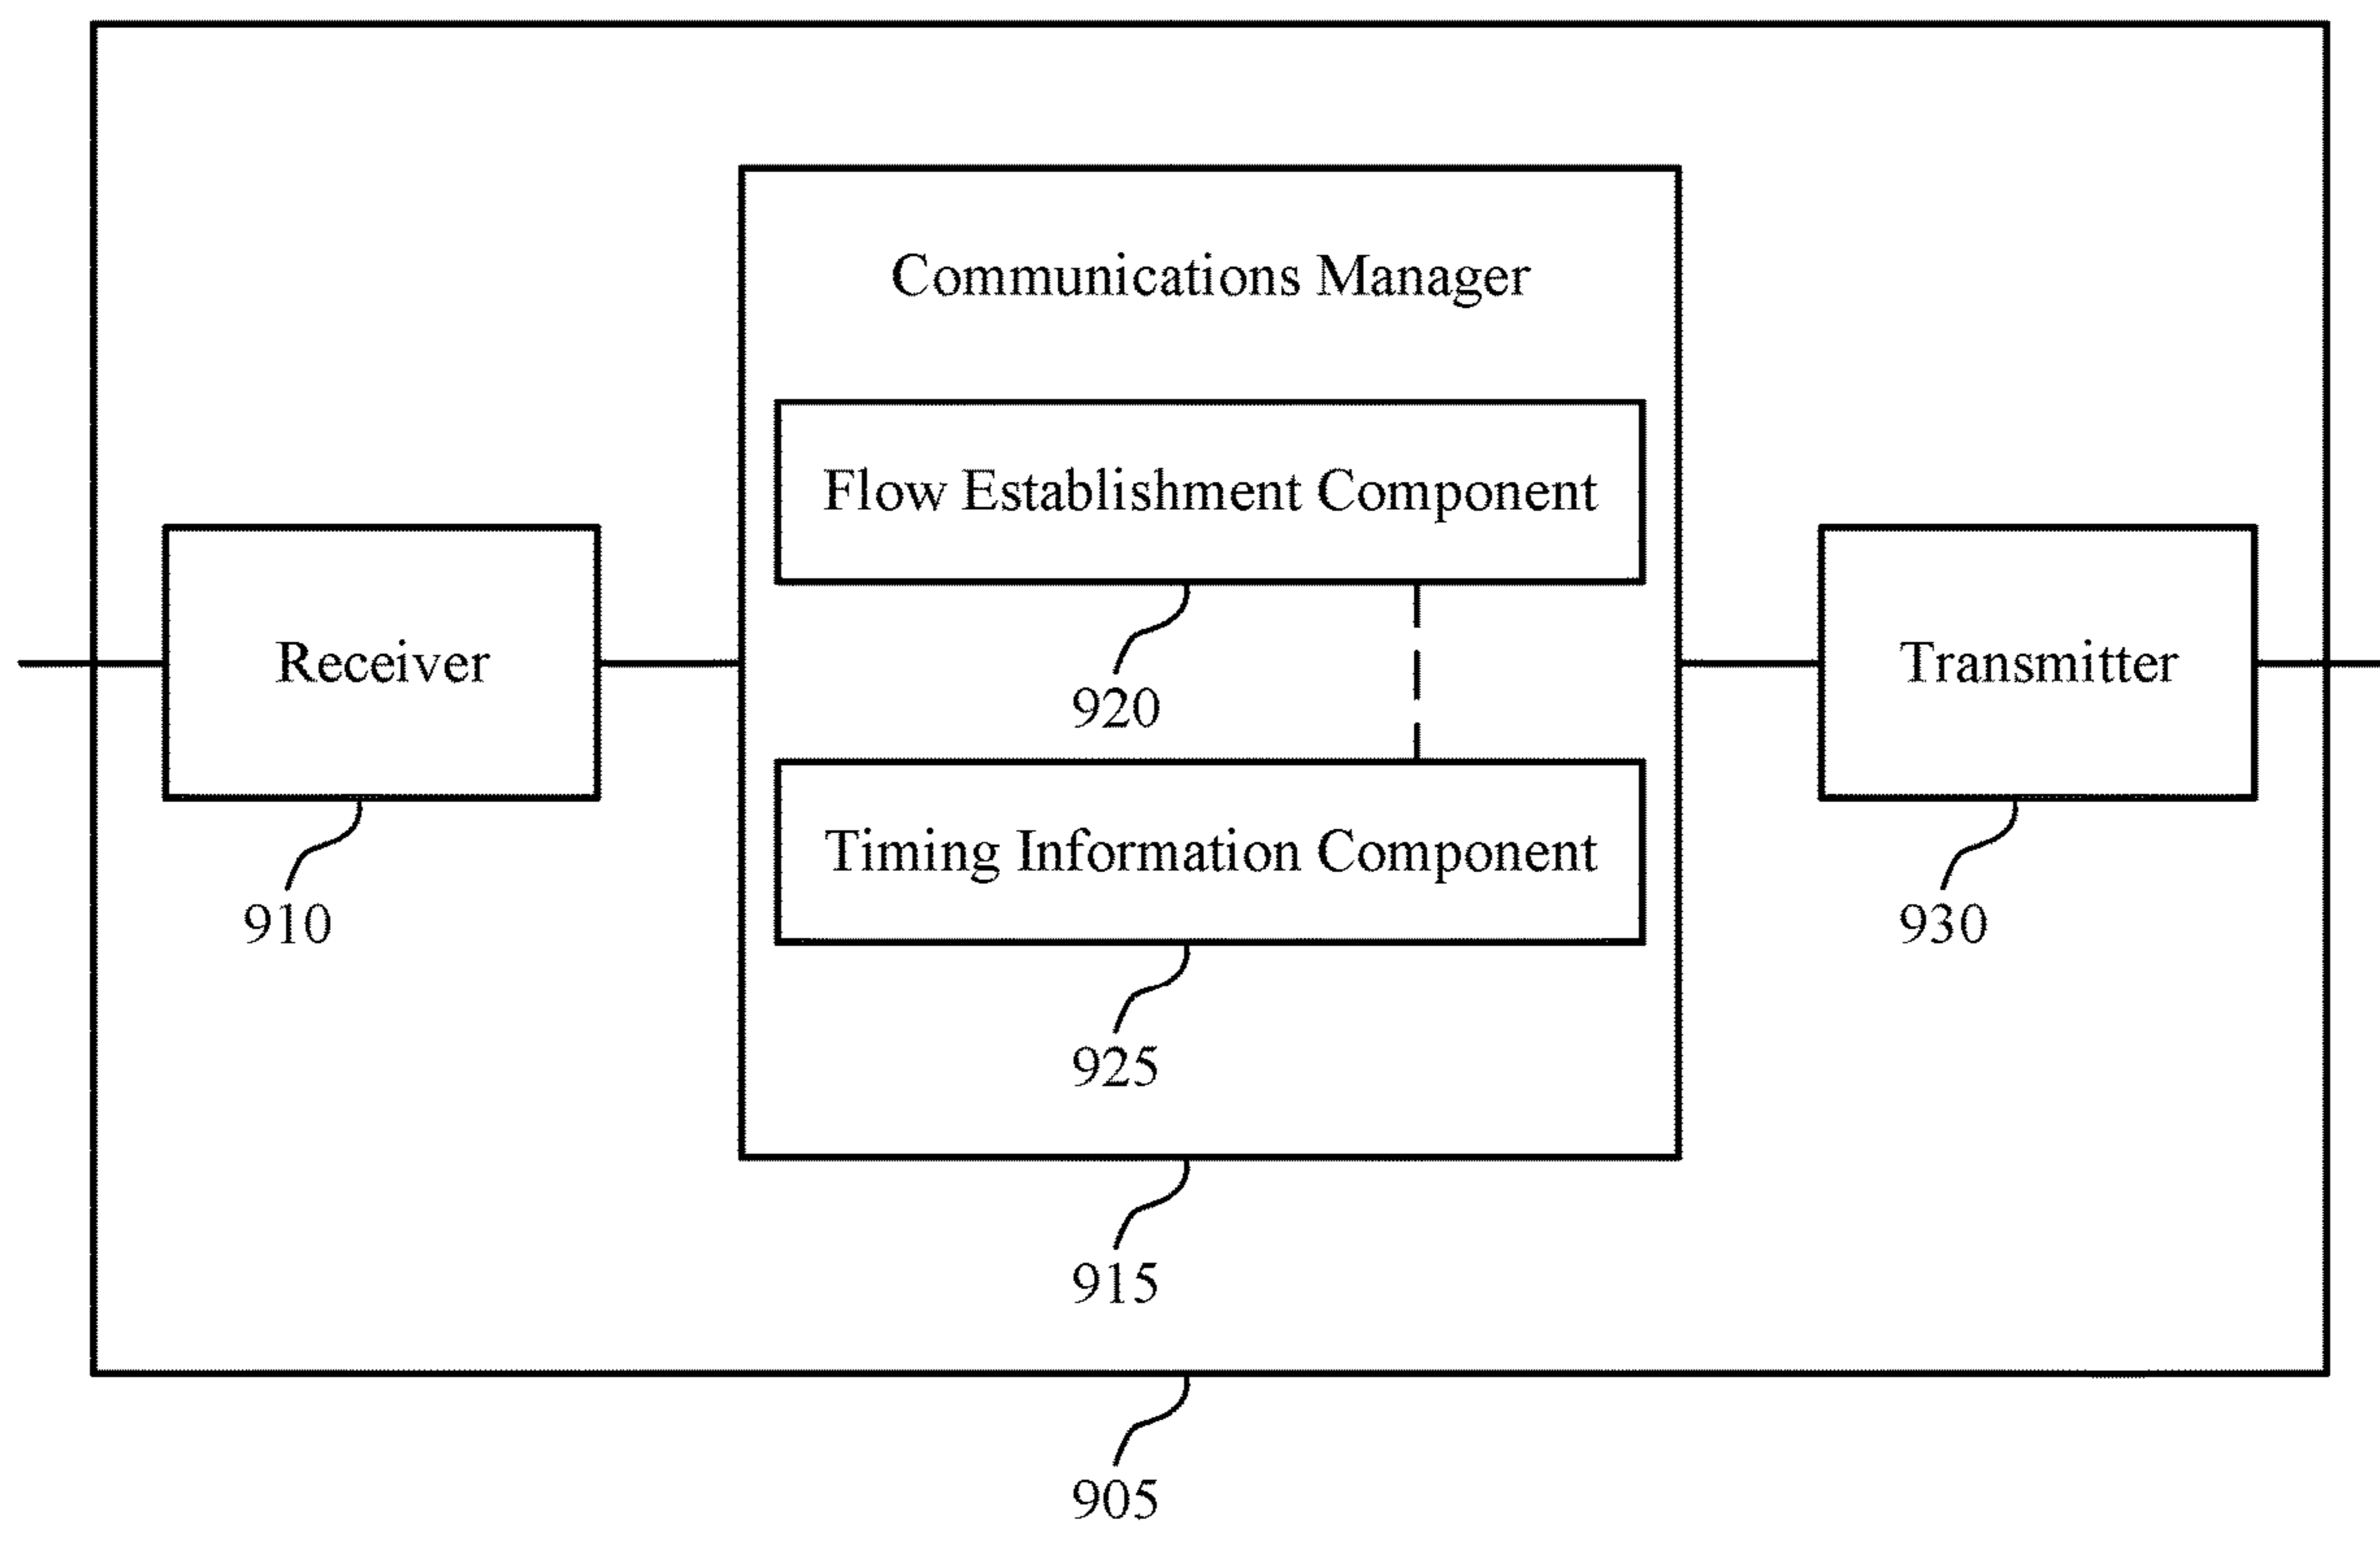 Communications Manager
Flow Establishment Component
920
Receiver
910
Transmitter
930
Timing Information Component
925
915
905